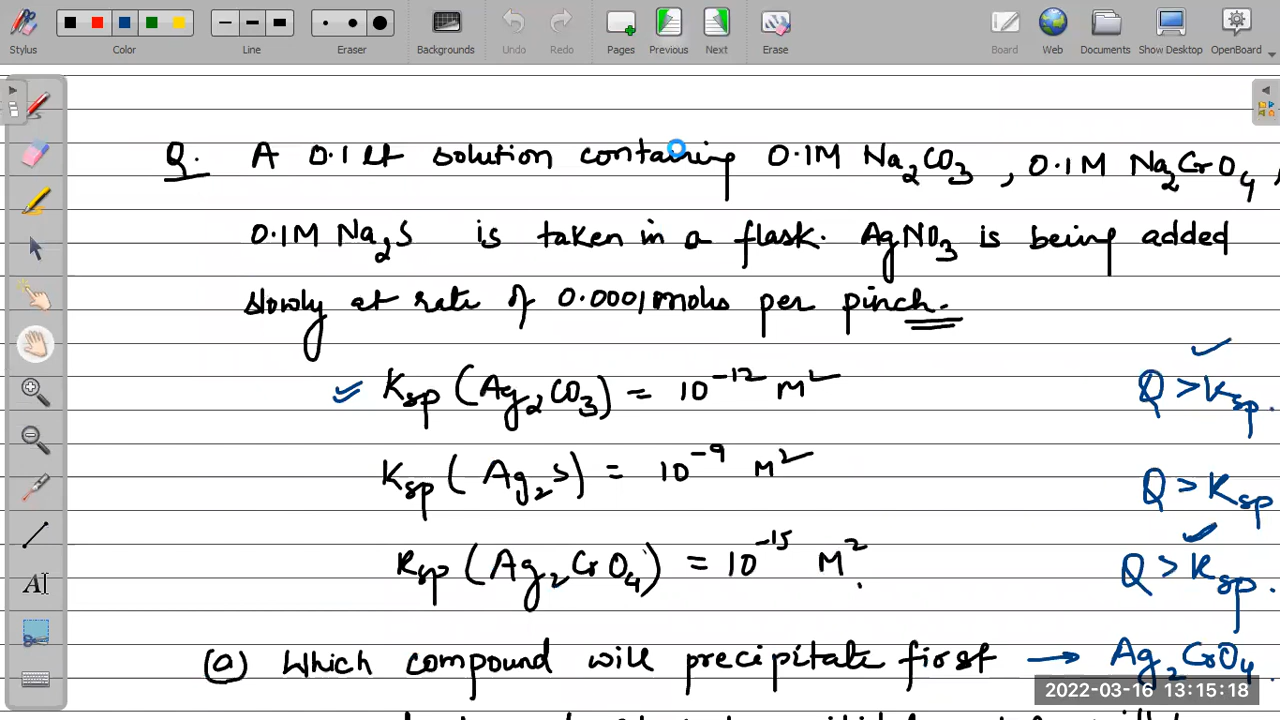 Stylus Color Line Eraser Backgrounds Undo Redo Pages Previous Next Erase Board Web Documents Show Desktop OpenBoard
Q. A 0.1 lt solution containing 0.1M Na2CO3, 0.1M Na2CrO4,
0.1M Na2S is taken in a flask. AgNO3 is being added
slowly at rate of 0.0001 moles per pinch.
Ksp (Ag2CO3) = 10^-12 M^2 Q > Ksp.
Ksp (Ag2S) = 10^-9 M^2 Q > Ksp
Ksp (Ag2CrO4) = 10^-15 M^2. Q > Ksp.
(a) Which compound will precipitate first → Ag2CrO4.
2022-03-16 13:15:18